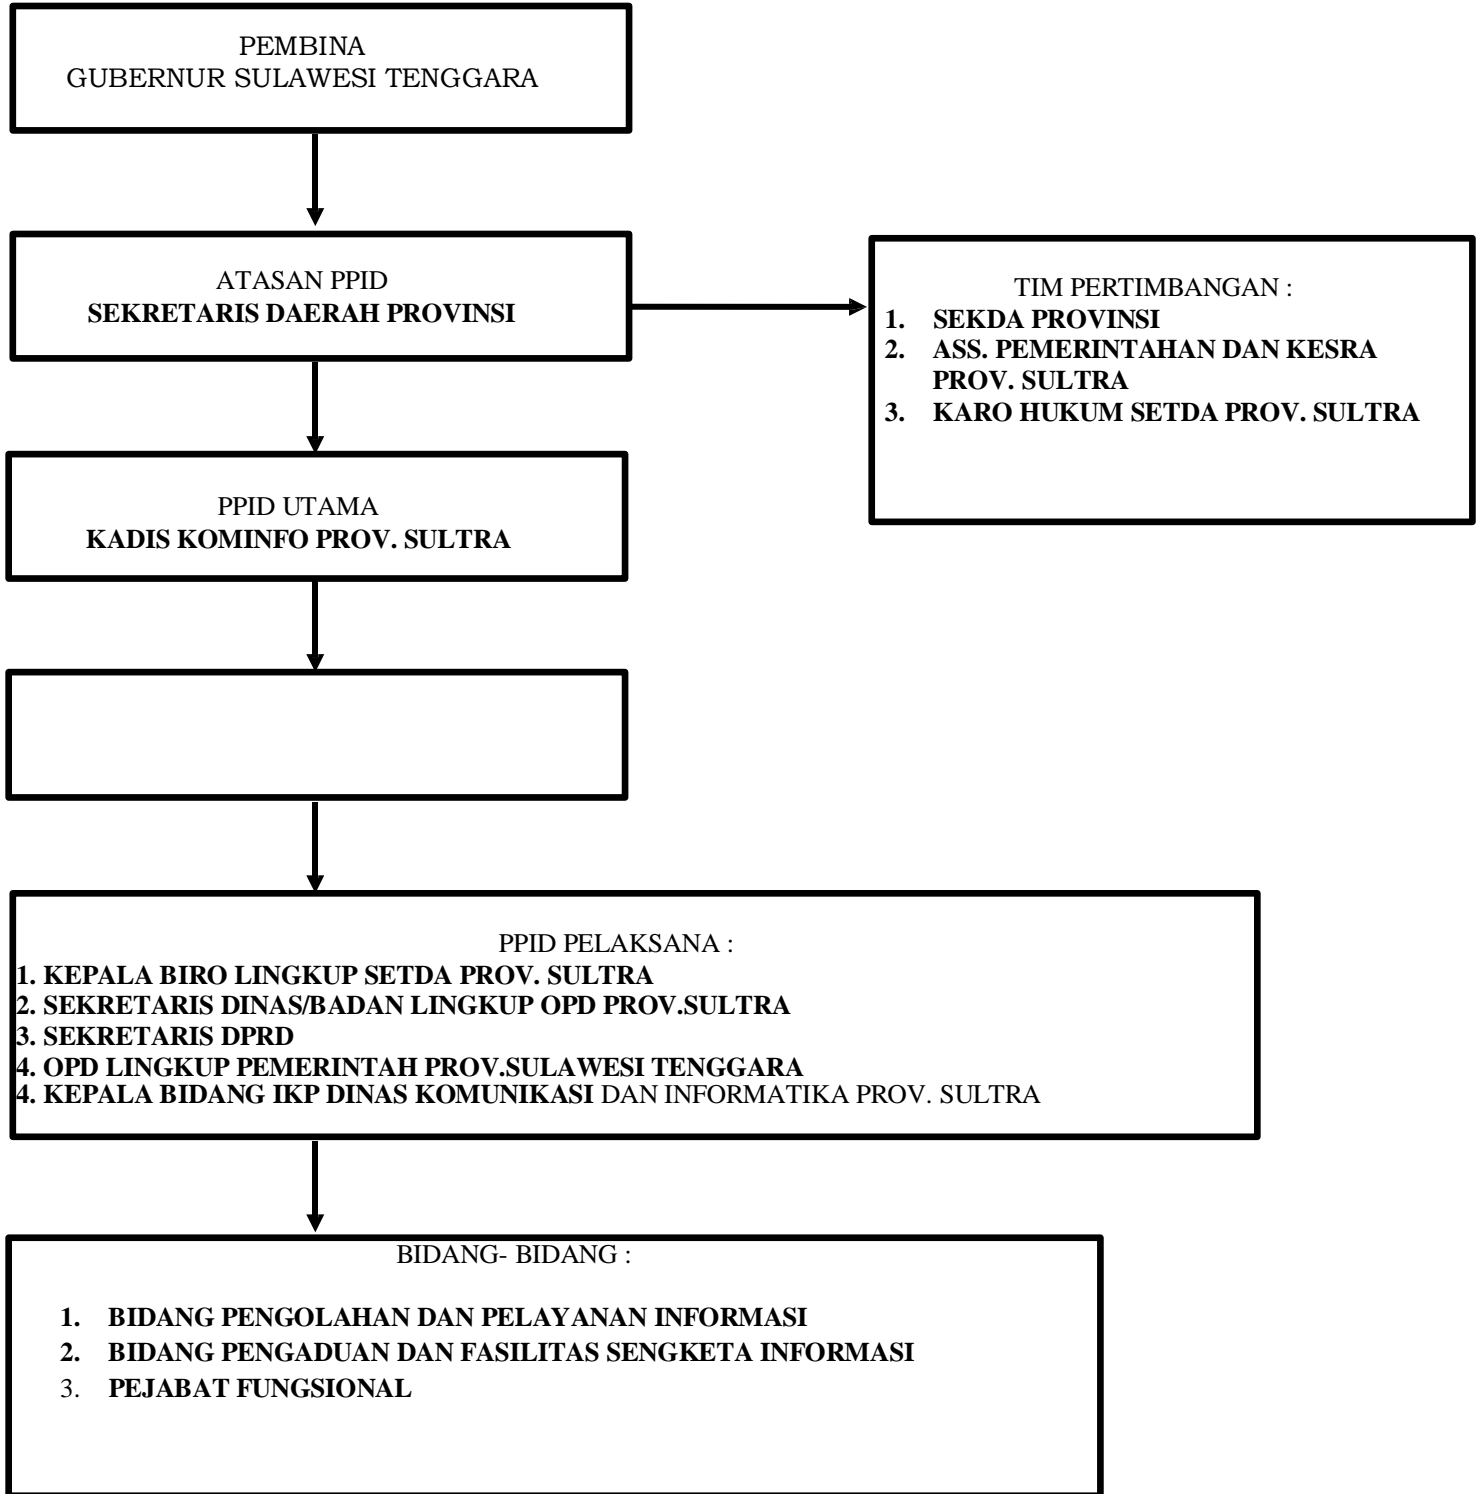 PEMBINA
GUBERNUR SULAWESI TENGGARA
ATASAN PPID
SEKRETARIS DAERAH PROVINSI
TIM PERTIMBANGAN :
1. SEKDA PROVINSI
2. ASS. PEMERINTAHAN DAN KESRA
PROV. SULTRA
3. KARO HUKUM SETDA PROV. SULTRA
PPID UTAMA
KADIS KOMINFO PROV. SULTRA
PPID PELAKSANA :
1. KEPALA BIRO LINGKUP SETDA PROV. SULTRA
2. SEKRETARIS DINAS/BADAN LINGKUP OPD PROV.SULTRA
3. SEKRETARIS DPRD
4. OPD LINGKUP PEMERINTAH PROV.SULAWESI TENGGARA
4. KEPALA BIDANG IKP DINAS KOMUNIKASI DAN INFORMATIKA PROV. SULTRA
BIDANG- BIDANG :
1. BIDANG PENGOLAHAN DAN PELAYANAN INFORMASI
2. BIDANG PENGADUAN DAN FASILITAS SENGKETA INFORMASI
3. PEJABAT FUNGSIONAL